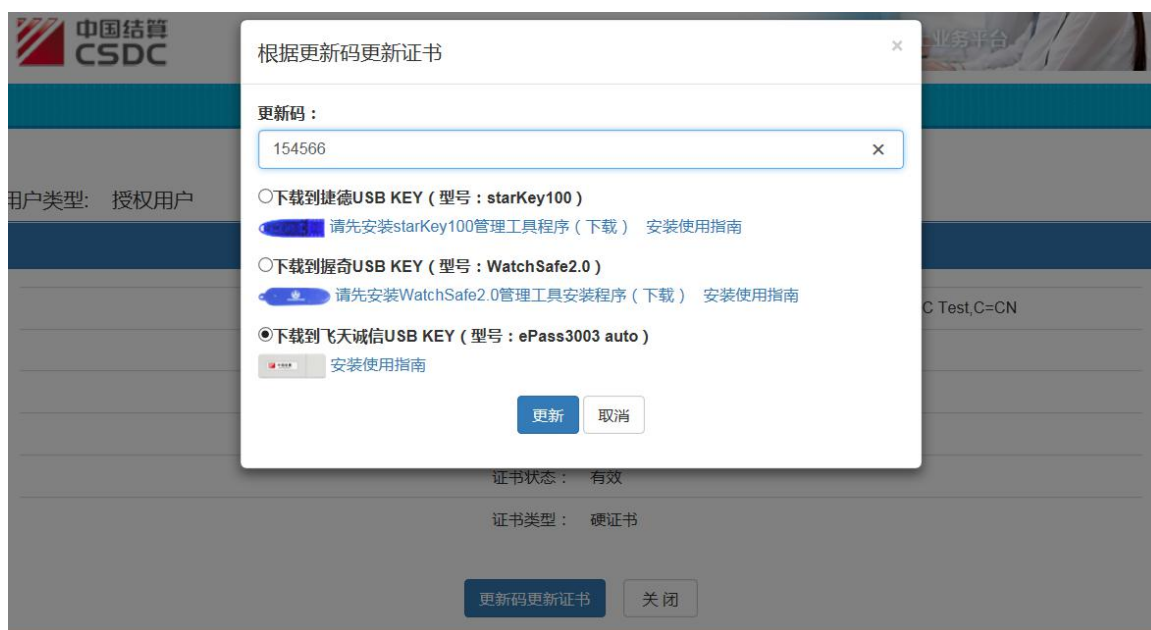 中国结算
CSDC
业务平台
根据更新码更新证书
×
更新码：
154566
×
用户类型: 授权用户
下载到捷德USB KEY（型号：starKey100）
请先安装starKey100管理工具程序（下载） 安装使用指南
下载到握奇USB KEY（型号：WatchSafe2.0）
请先安装WatchSafe2.0管理工具安装程序（下载） 安装使用指南
C Test,C=CN
下载到飞天诚信USB KEY（型号：ePass3003 auto）
安装使用指南
更新 取消
证书状态： 有效
证书类型： 硬证书
更新码更新证书 关闭